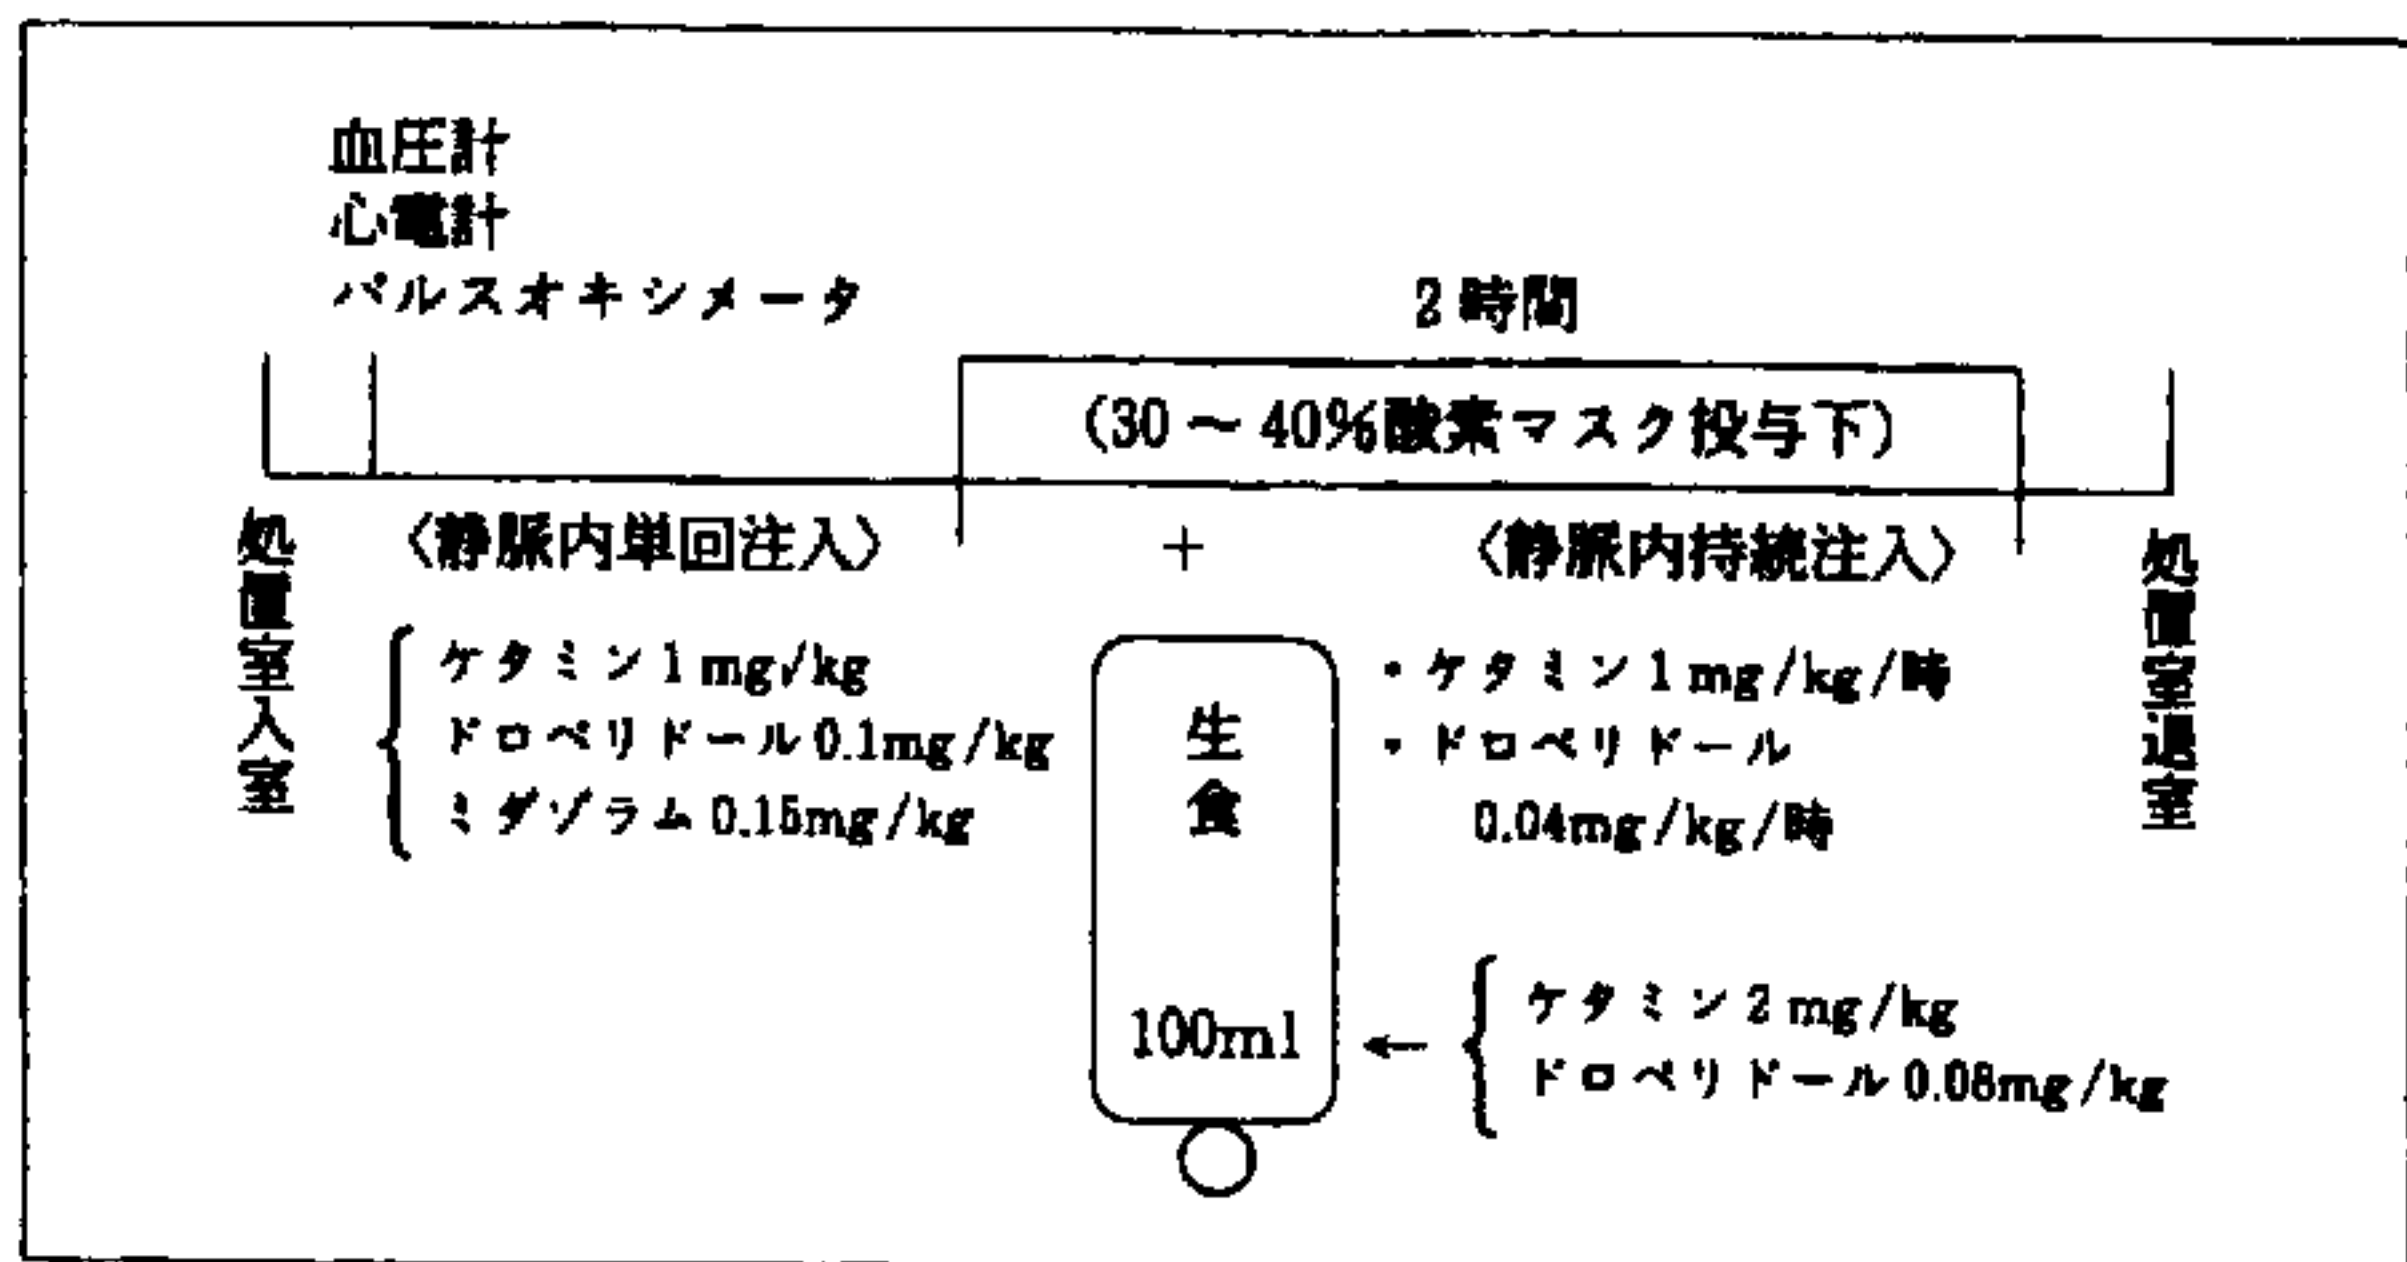 血圧計
心電計
パルスオキシメータ
2時間
(30～40%酸素マスク投与下)
処置室入室
〈静脈内単回注入〉
+
〈静脈内持続注入〉
処置室退室
ケタミン1mg/kg
ドロペリドール0.1mg/kg
ミダゾラム0.15mg/kg
生食
100ml
・ケタミン1mg/kg/時
・ドロペリドール
0.04mg/kg/時
←
ケタミン2mg/kg
ドロペリドール0.08mg/kg